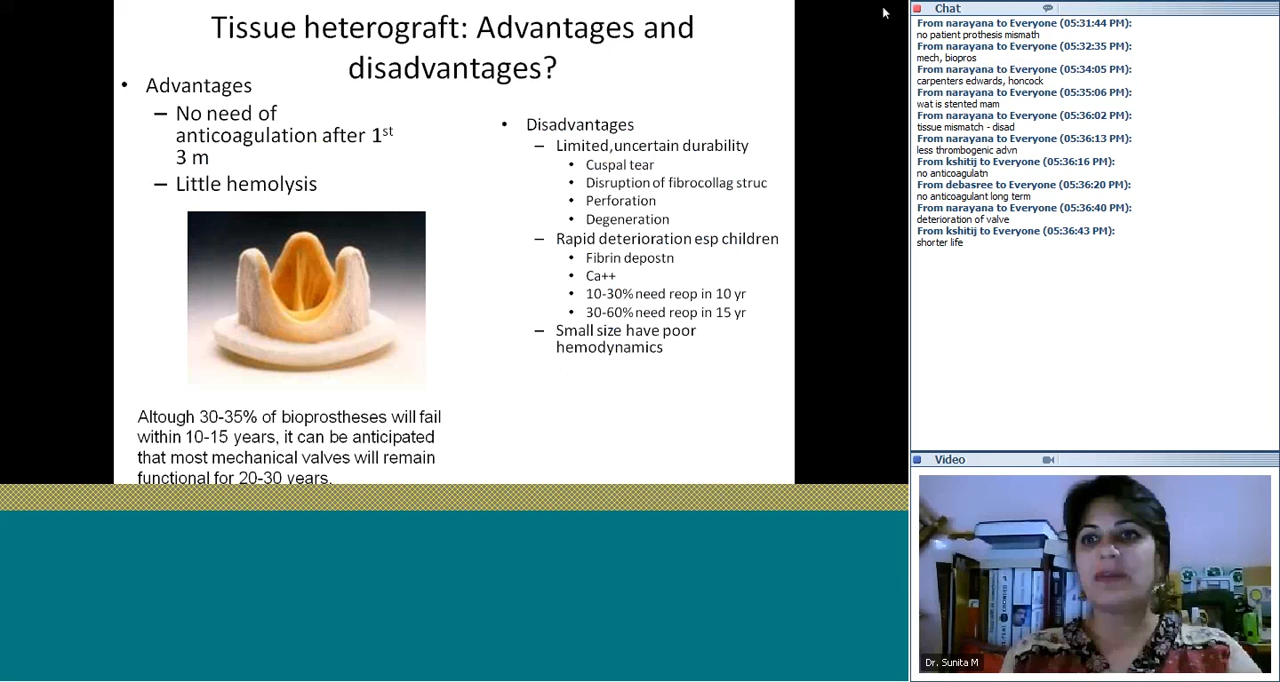 Tissue heterograft: Advantages and
disadvantages?
• Advantages
– No need of
anticoagulation after 1st
3 m
– Little hemolysis
• Disadvantages
– Limited,uncertain durability
• Cuspal tear
• Disruption of fibrocollag struc
• Perforation
• Degeneration
– Rapid deterioration esp children
• Fibrin depostn
• Ca++
• 10-30% need reop in 10 yr
• 30-60% need reop in 15 yr
– Small size have poor
hemodynamics
Altough 30-35% of bioprostheses will fail
within 10-15 years, it can be anticipated
that most mechanical valves will remain
functional for 20-30 years.
Chat
From narayana to Everyone (05:31:44 PM):
no patient prothesis mismath
From narayana to Everyone (05:32:35 PM):
mech, biopros
From narayana to Everyone (05:34:05 PM):
carpenters edwards, honcock
From narayana to Everyone (05:35:06 PM):
wat is stented mam
From narayana to Everyone (05:36:02 PM):
tissue mismatch - disad
From narayana to Everyone (05:36:13 PM):
less thrombogenic advn
From kshitij to Everyone (05:36:16 PM):
no anticoagulatn
From debasree to Everyone (05:36:20 PM):
no anticoagulant long term
From narayana to Everyone (05:36:40 PM):
deterioration of valve
From kshitij to Everyone (05:36:43 PM):
shorter life
Video
Dr. Sunita M